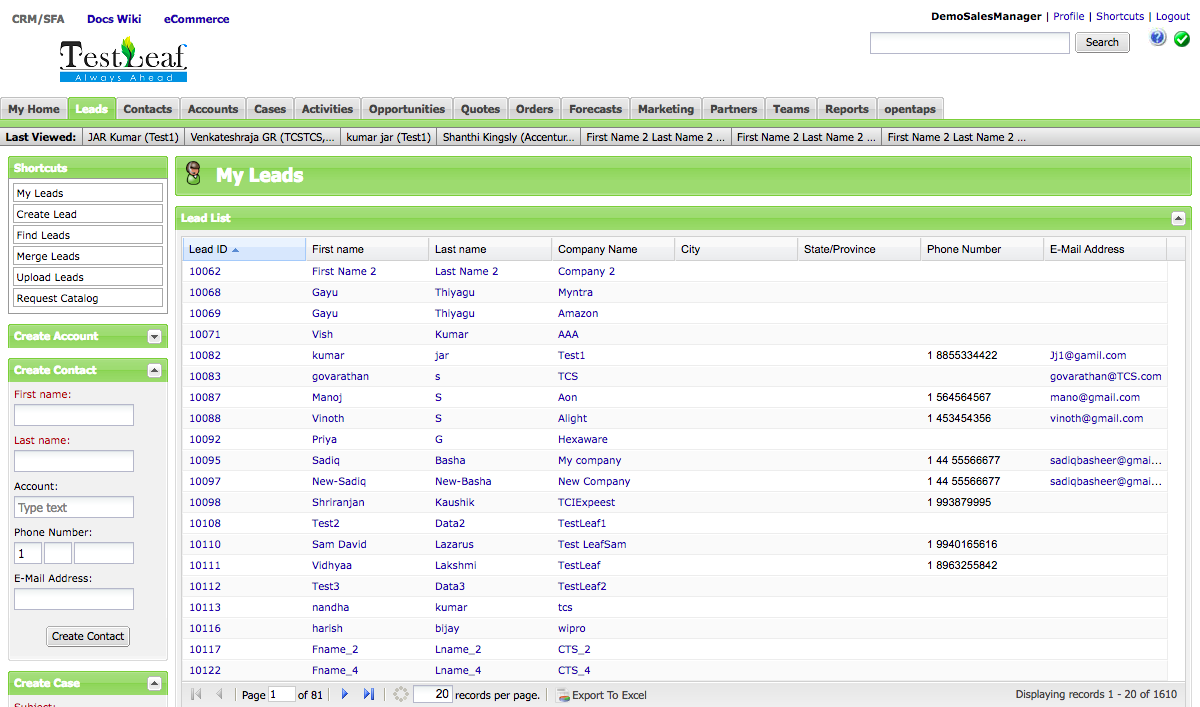 CRM/SFA Docs Wiki eCommerce
DemoSalesManager | Profile | Shortcuts | Logout
TestLeaf
Always Ahead
Search
My Home Leads Contacts Accounts Cases Activities Opportunities Quotes Orders Forecasts Marketing Partners Teams Reports opentaps
Last Viewed: JAR Kumar (Test1) Venkateshraja GR (TCSTCS,... kumar jar (Test1) Shanthi Kingsly (Accentur... First Name 2 Last Name 2 ... First Name 2 Last Name 2 ... First Name 2 Last Name 2 ...
Shortcuts
My Leads
Create Lead
Find Leads
Merge Leads
Upload Leads
Request Catalog
Create Account
Create Contact
First name:
Last name:
Account:
Type text
Phone Number:
1
E-Mail Address:
Create Contact
Create Case
Subject:
My Leads
Lead List
Lead ID First name Last name Company Name City State/Province Phone Number E-Mail Address
10062 First Name 2 Last Name 2 Company 2
10068 Gayu Thiyagu Myntra
10069 Gayu Thiyagu Amazon
10071 Vish Kumar AAA
10082 kumar jar Test1 1 8855334422 Jj1@gamil.com
10083 govarathan s TCS govarathan@TCS.com
10087 Manoj S Aon 1 564564567 mano@gmail.com
10088 Vinoth S Alight 1 453454356 vinoth@gmail.com
10092 Priya G Hexaware
10095 Sadiq Basha My company 1 44 55566677 sadiqbasheer@gmai...
10097 New-Sadiq New-Basha New Company 1 44 55566677 sadiqbasheer@gmai...
10098 Shriranjan Kaushik TCIExpeest 1 993879995
10108 Test2 Data2 TestLeaf1
10110 Sam David Lazarus Test LeafSam 1 9940165616
10111 Vidhyaa Lakshmi TestLeaf 1 8963255842
10112 Test3 Data3 TestLeaf2
10113 nandha kumar tcs
10116 harish bijay wipro
10117 Fname_2 Lname_2 CTS_2
10122 Fname_4 Lname_4 CTS_4
Page 1 of 81 20 records per page. Export To Excel Displaying records 1 - 20 of 1610